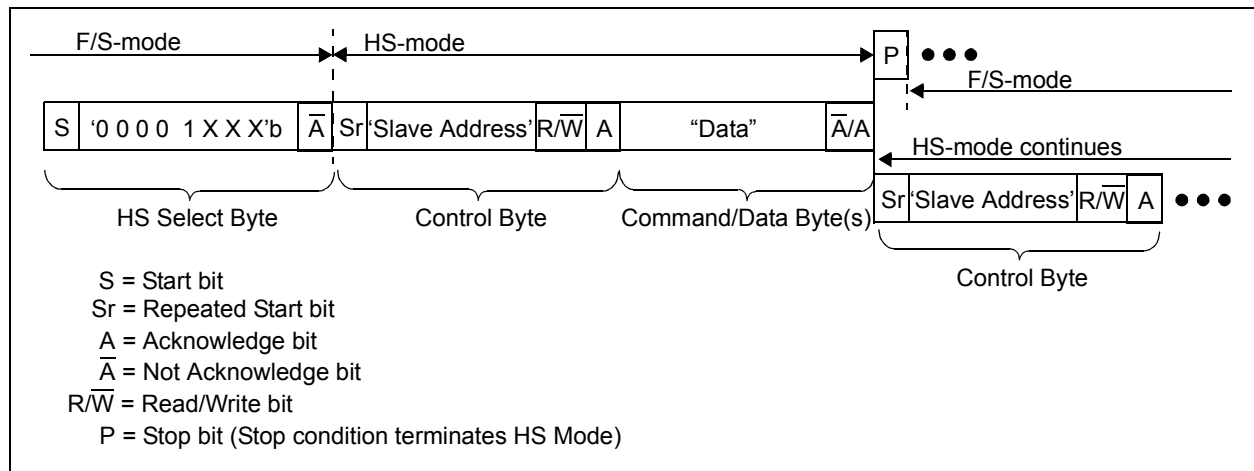 F/S-mode HS-mode P •••
F/S-mode
S '0 0 0 0 1 X X X'b A̅ Sr 'Slave Address' R/W̅ A "Data" A̅/A
HS-mode continues
Sr 'Slave Address' R/W̅ A •••
HS Select Byte Control Byte Command/Data Byte(s)
Control Byte
S = Start bit
Sr = Repeated Start bit
A = Acknowledge bit
A̅ = Not Acknowledge bit
R/W̅ = Read/Write bit
P = Stop bit (Stop condition terminates HS Mode)